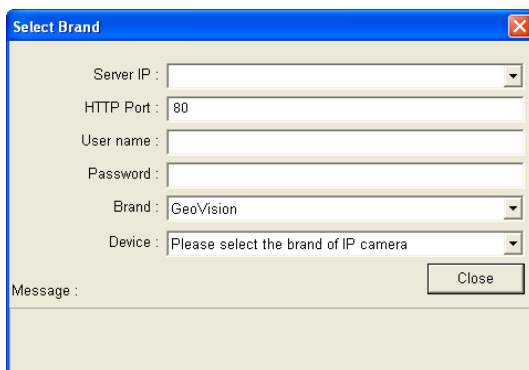 Select Brand
Server IP :
HTTP Port : 80
User name :
Password :
Brand : GeoVision
Device : Please select the brand of IP camera
Close
Message :